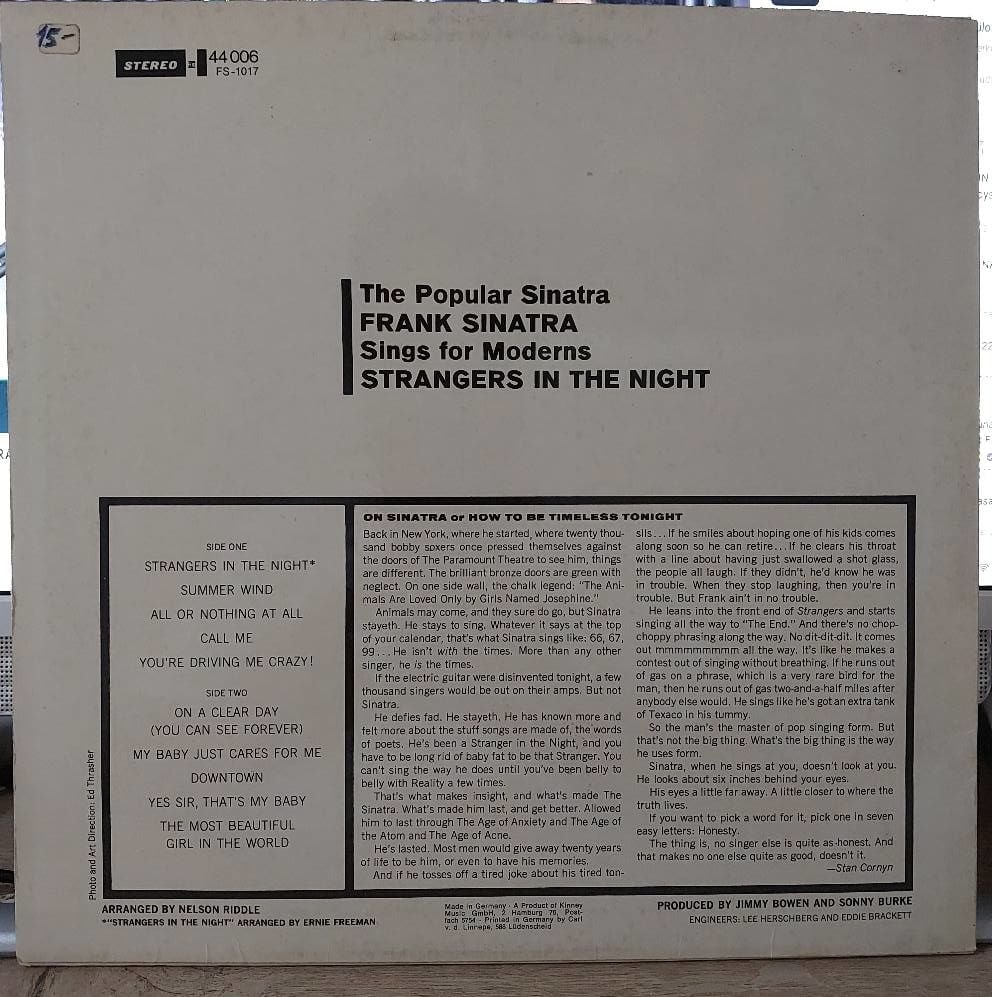 15-
STEREO
44 006
FS-1017
The Popular Sinatra
FRANK SINATRA
Sings for Moderns
STRANGERS IN THE NIGHT
SIDE ONE
STRANGERS IN THE NIGHT*
SUMMER WIND
ALL OR NOTHING AT ALL
CALL ME
YOU'RE DRIVING ME CRAZY!
SIDE TWO
ON A CLEAR DAY
(YOU CAN SEE FOREVER)
MY BABY JUST CARES FOR ME
DOWNTOWN
YES SIR, THAT'S MY BABY
THE MOST BEAUTIFUL
GIRL IN THE WORLD
ON SINATRA or HOW TO BE TIMELESS TONIGHT
Back in New York, where he started, where twenty thou-
sand bobby soxers once pressed themselves against
the doors of The Paramount Theatre to see him, things
are different. The brilliant bronze doors are green with
neglect. On one side wall, the chalk legend: "The Ani-
mals Are Loved Only by Girls Named Josephine."
Animals may come, and they sure do go, but Sinatra
stayeth. He stays to sing. Whatever it says at the top
of your calendar, that's what Sinatra sings like: 66, 67,
99... He isn't with the times. More than any other
singer, he is the times.
If the electric guitar were disinvented tonight, a few
thousand singers would be out on their amps. But not
Sinatra.
He defies fad. He stayeth. He has known more and
felt more about the stuff songs are made of, the words
of poets. He's been a Stranger in the Night, and you
have to be long rid of baby fat to be that Stranger. You
can't sing the way he does until you've been belly to
belly with Reality a few times.
That's what makes insight, and what's made The
Sinatra. What's made him last, and get better. Allowed
him to last through The Age of Anxiety and The Age of
the Atom and The Age of Acne.
He's lasted. Most men would give away twenty years
of life to be him, or even to have his memories.
And if he tosses off a tired joke about his tired ton-
sils... If he smiles about hoping one of his kids comes
along soon so he can retire... If he clears his throat
with a line about having just swallowed a shot glass,
the people all laugh. If they didn't, he'd know he was
in trouble. When they stop laughing, then you're in
trouble. But Frank ain't in no trouble.
He leans into the front end of Strangers and starts
singing all the way to "The End." And there's no chop-
choppy phrasing along the way. No dit-dit-dit. It comes
out mmmmmmmmm all the way. It's like he makes a
contest out of singing without breathing. If he runs out
of gas on a phrase, which is a very rare bird for the
man, then he runs out of gas two-and-a-half miles after
anybody else would. He sings like he's got an extra tank
of Texaco in his tummy.
So the man's the master of pop singing form. But
that's not the big thing. What's the big thing is the way
he uses form.
Sinatra, when he sings at you, doesn't look at you.
He looks about six inches behind your eyes.
His eyes a little far away. A little closer to where the
truth lives.
If you want to pick a word for it, pick one in seven
easy letters: Honesty.
The thing is, no singer else is quite as-honest. And
that makes no one else quite as good, doesn't it.
—Stan Cornyn
Photo and Art Direction: Ed Thrasher
ARRANGED BY NELSON RIDDLE
*"STRANGERS IN THE NIGHT" ARRANGED BY ERNIE FREEMAN
Made in Germany · A Product of Kinney
Music GmbH, 2 Hamburg 76, Post-
fach 5754 · Printed in Germany by Carl
v. d. Linnepe, 588 Lüdenscheid
PRODUCED BY JIMMY BOWEN AND SONNY BURKE
ENGINEERS: LEE HERSCHBERG AND EDDIE BRACKETT